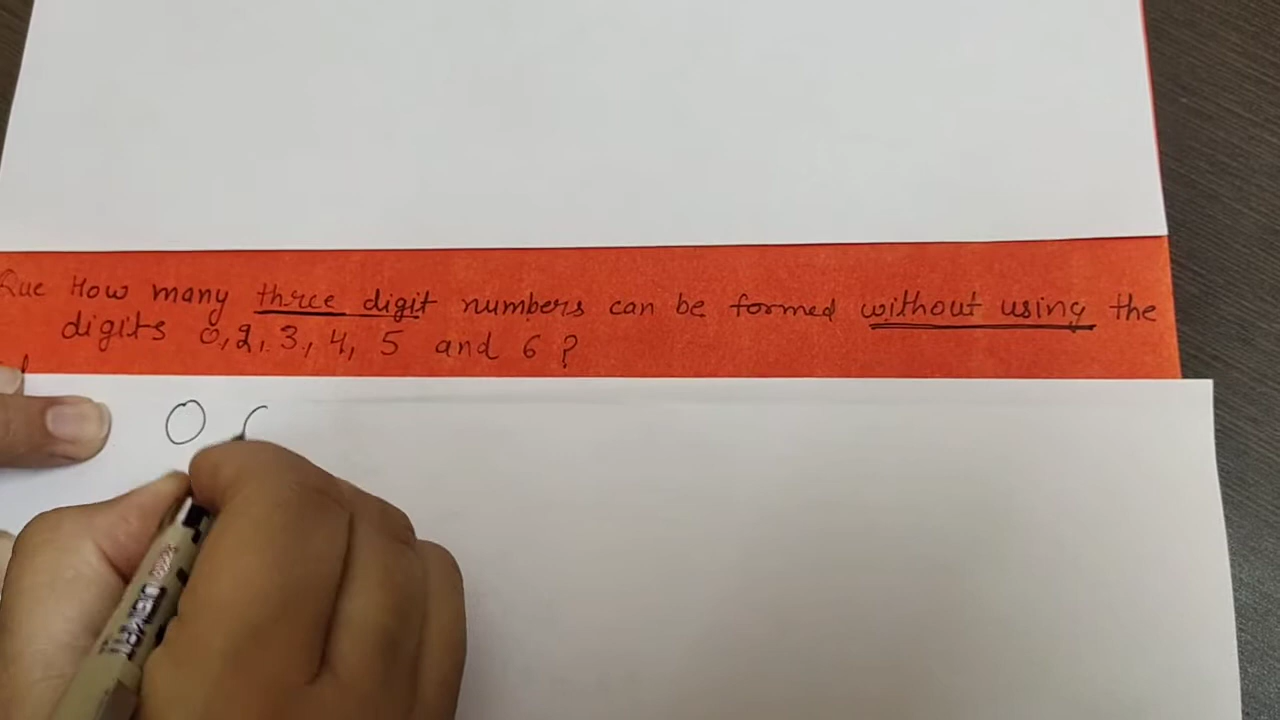 Que How many three digit numbers can be formed without using the
digits 0, 2, 3, 4, 5 and 6 ?
O